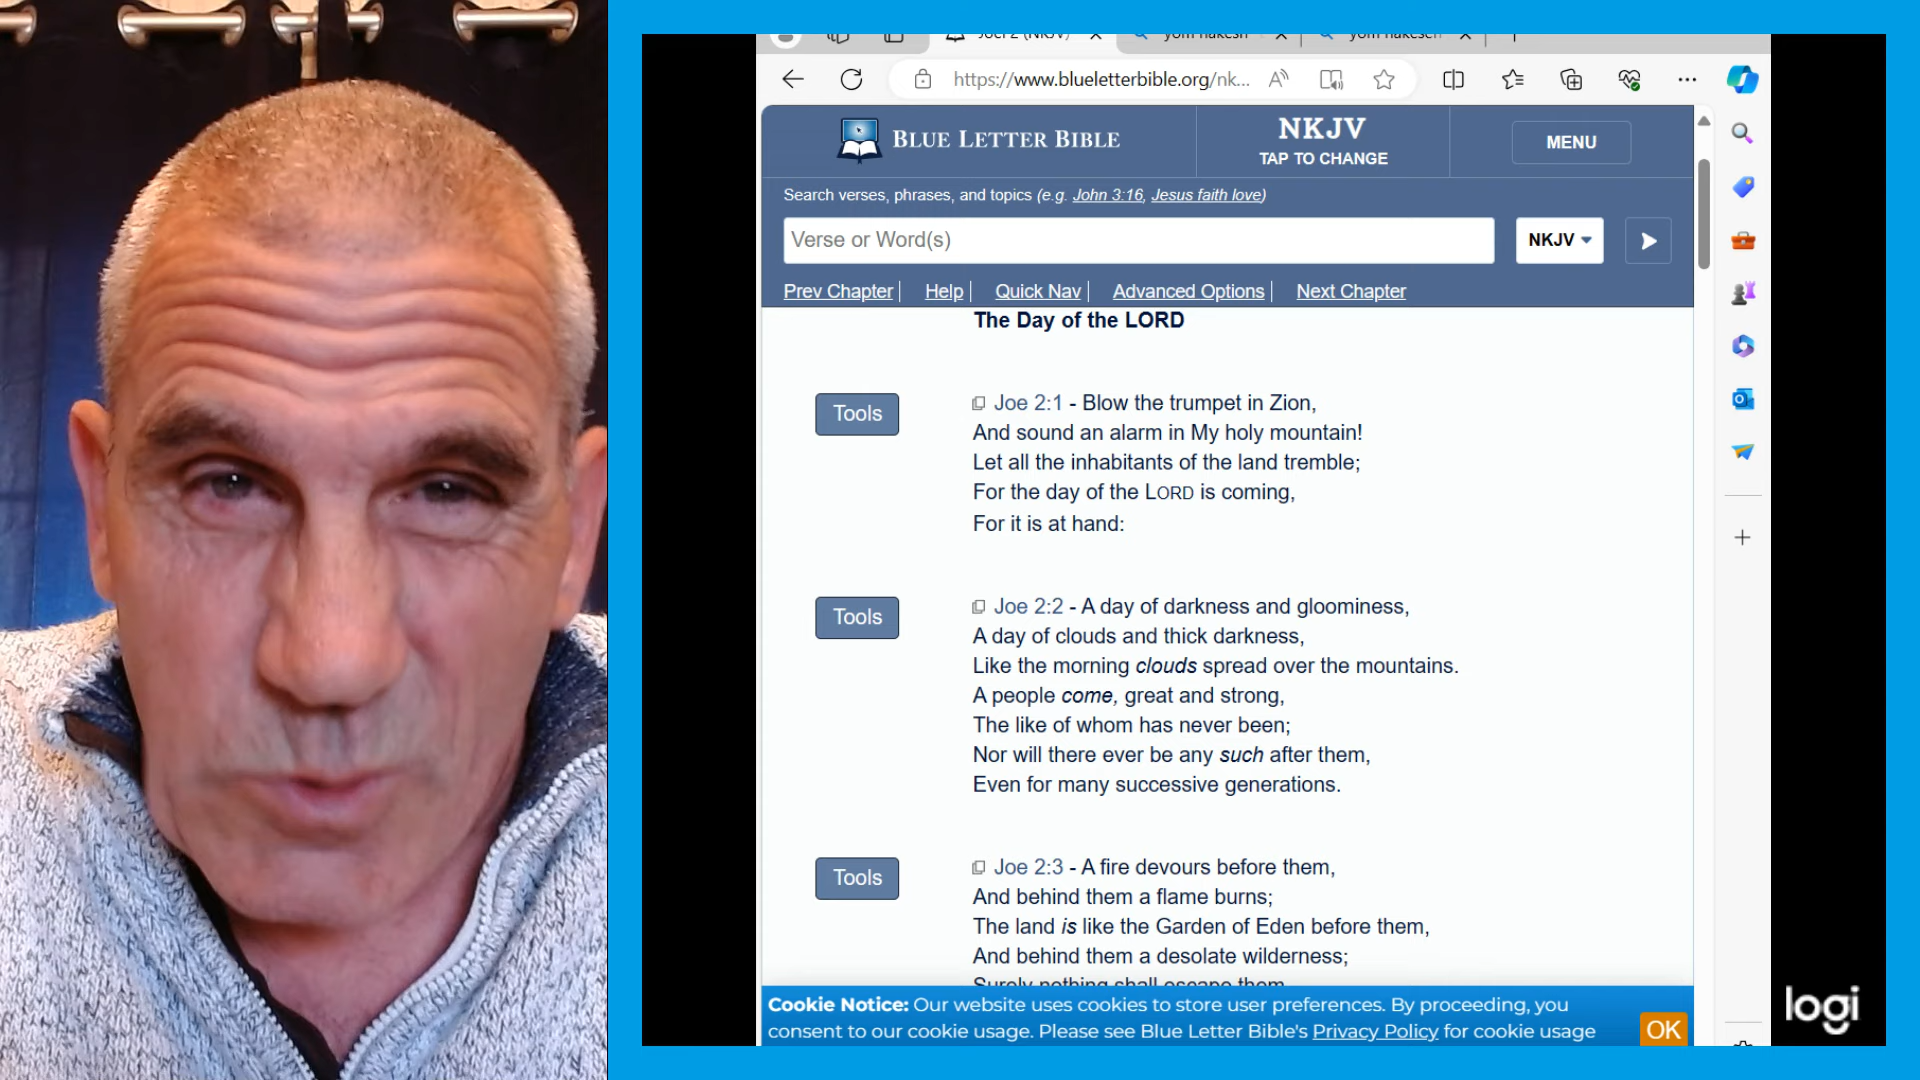 Joel 2 (NKJV)
https://www.blueletterbible.org/nk...
BLUE LETTER BIBLE
NKJV
TAP TO CHANGE
MENU
Search verses, phrases, and topics (e.g. John 3:16, Jesus faith love)
Verse or Word(s)
NKJV
Prev Chapter | Help | Quick Nav | Advanced Options | Next Chapter
The Day of the LORD
Tools
Joe 2:1 - Blow the trumpet in Zion,
And sound an alarm in My holy mountain!
Let all the inhabitants of the land tremble;
For the day of the LORD is coming,
For it is at hand:
Tools
Joe 2:2 - A day of darkness and gloominess,
A day of clouds and thick darkness,
Like the morning clouds spread over the mountains.
A people come, great and strong,
The like of whom has never been;
Nor will there ever be any such after them,
Even for many successive generations.
Tools
Joe 2:3 - A fire devours before them,
And behind them a flame burns;
The land is like the Garden of Eden before them,
And behind them a desolate wilderness;
Surely nothing shall escape them
Cookie Notice: Our website uses cookies to store user preferences. By proceeding, you
consent to our cookie usage. Please see Blue Letter Bible's Privacy Policy for cookie usage
OK
logi